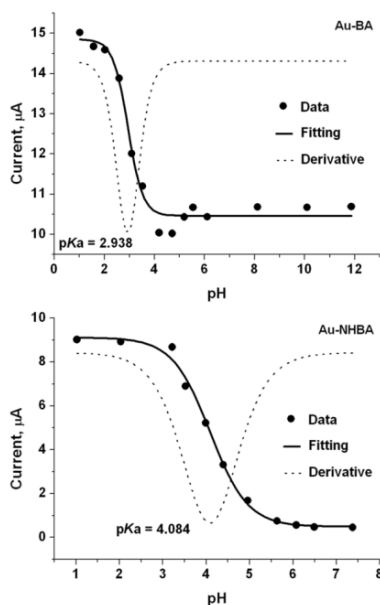 Au-BA
16
15
14
13
12
11
10
Current, µA
Data
Fitting
Derivative
pKa = 2.938
0 2 4 6 8 10 12
pH
Au-NHBA
10
8
6
4
2
0
Current, µA
Data
Fitting
Derivative
pKa = 4.084
1 2 3 4 5 6 7 8
pH